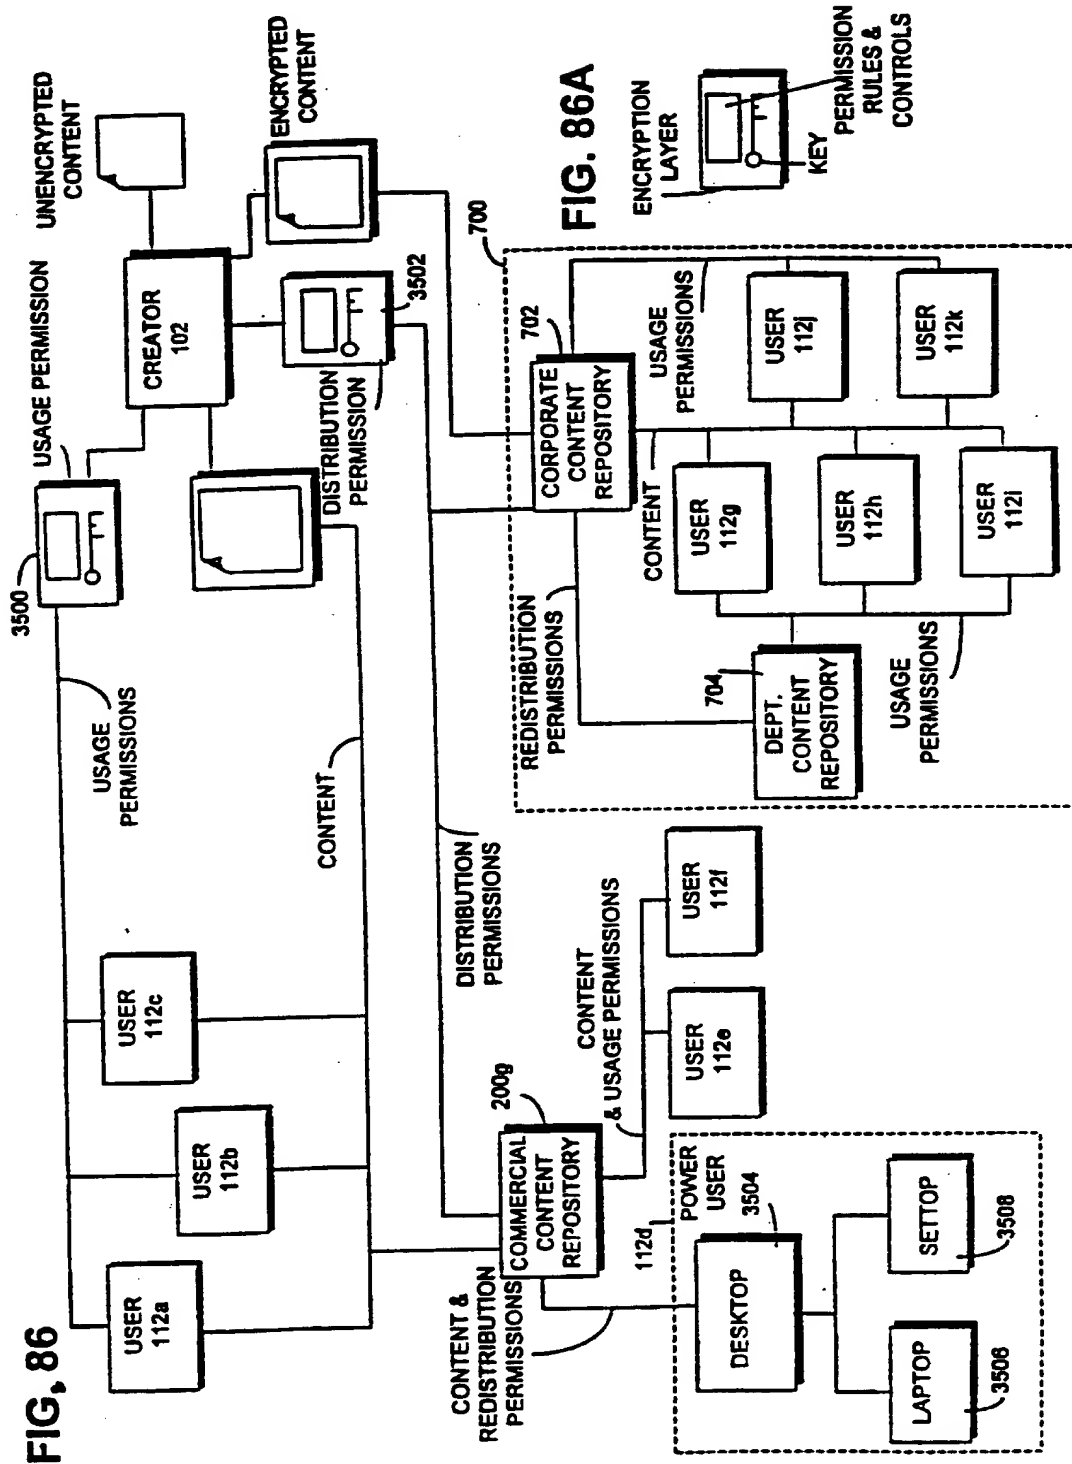 FIG. 86
UNENCRYPTED
CONTENT
USAGE PERMISSION
3500
CREATOR
102
ENCRYPTED
CONTENT
3502
DISTRIBUTION
PERMISSION
USAGE
PERMISSIONS
CONTENT
USER
112a
USER
112b
USER
112c
DISTRIBUTION
PERMISSIONS
CONTENT &
REDISTRIBUTION
PERMISSIONS
COMMERCIAL
CONTENT
REPOSITORY
200g
CONTENT
& USAGE PERMISSIONS
USER
112e
USER
112f
112d
POWER
USER
3504
DESKTOP
LAPTOP
3506
SETTOP
3508
700
702
CORPORATE
CONTENT
REPOSITORY
USAGE
PERMISSIONS
REDISTRIBUTION
PERMISSIONS
CONTENT
704
DEPT.
CONTENT
REPOSITORY
USAGE
PERMISSIONS
USER
112g
USER
112h
USER
112i
USER
112j
USER
112k
FIG. 86A
ENCRYPTION
LAYER
KEY
PERMISSION
RULES &
CONTROLS